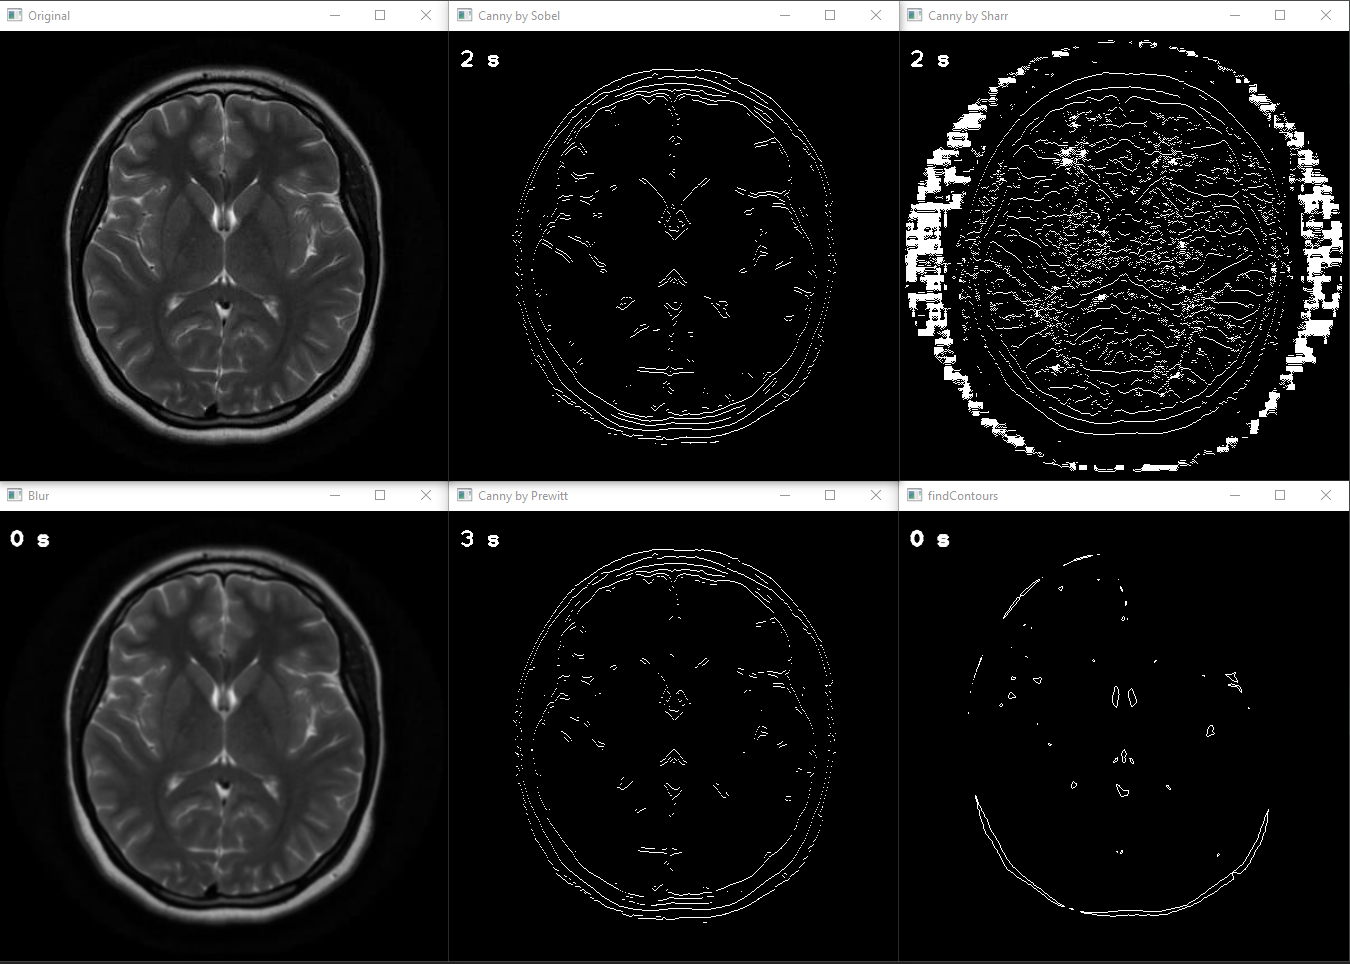 Original
Canny by Sobel
2 s
Canny by Sharr
2 s
Blur
0 s
Canny by Prewitt
3 s
findContours
0 s